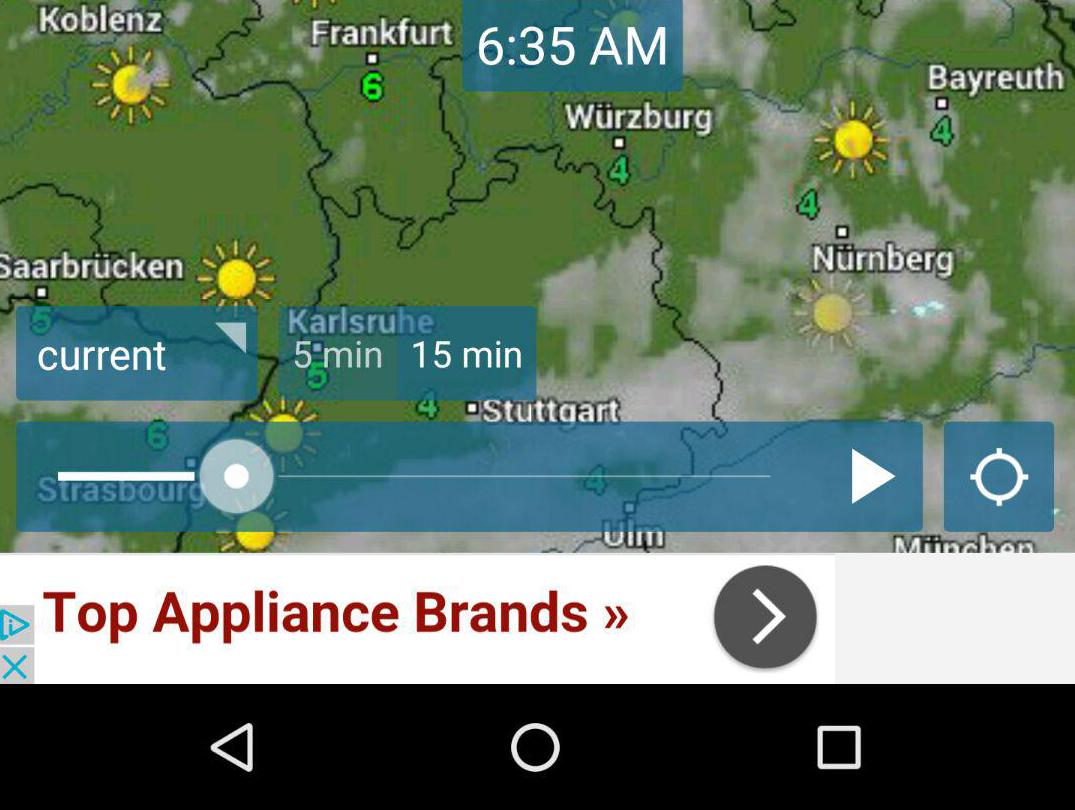 Koblenz
Frankfurt
6:35 AM
6
Bayreuth
Würzburg
4
4
4
Nürnberg
Saarbrücken
5
Karlsruhe
current
5 min
15 min
5
4
Stuttgart
6
Strasbourg
4
Ulm
München
Top Appliance Brands »